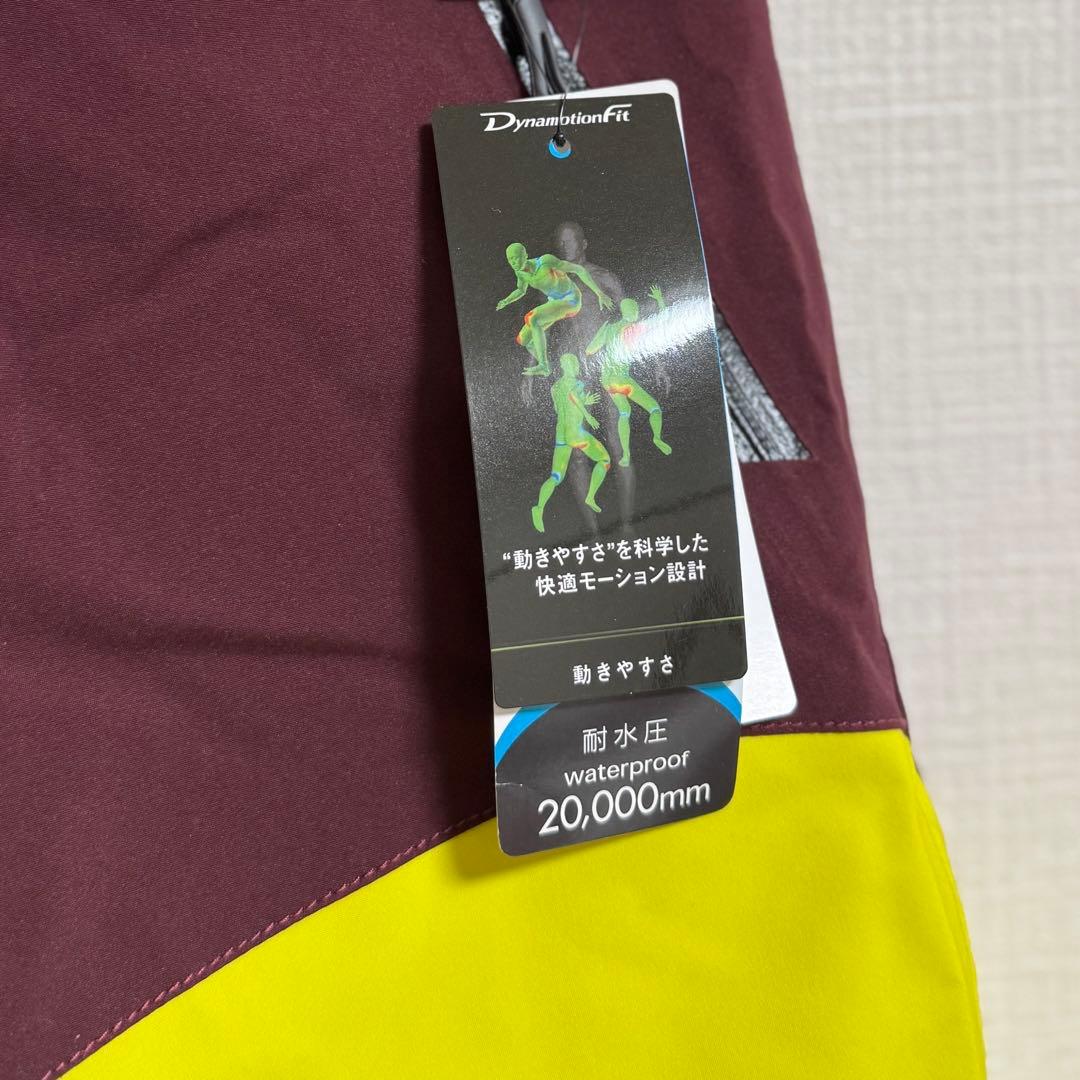 DynamotionFit
“動きやすさ”を科学した
快適モーション設計
動きやすさ
耐水圧
waterproof
20,000mm